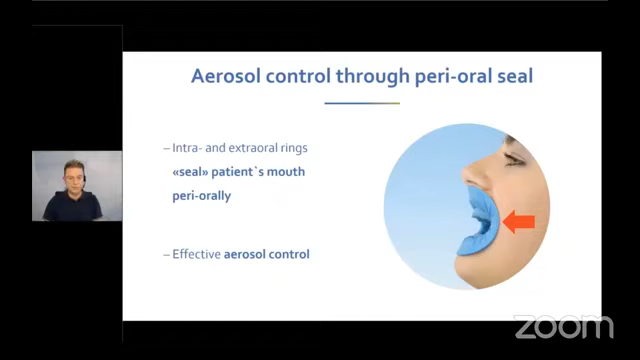 Aerosol control through peri-oral seal
– Intra- and extraoral rings
«seal» patient`s mouth
peri-orally
– Effective aerosol control
zoom